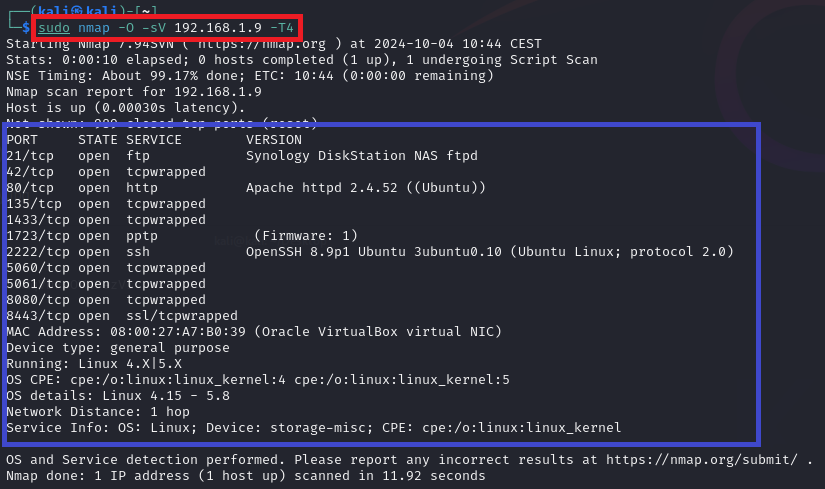 ┌──(kali㉿kali)-[~]
└─$ sudo nmap -O -sV 192.168.1.9 -T4
Starting Nmap 7.94SVN ( https://nmap.org ) at 2024-10-04 10:44 CEST
Stats: 0:00:10 elapsed; 0 hosts completed (1 up), 1 undergoing Script Scan
NSE Timing: About 99.17% done; ETC: 10:44 (0:00:00 remaining)
Nmap scan report for 192.168.1.9
Host is up (0.00030s latency).
Not shown: 989 closed tcp ports (reset)
PORT     STATE SERVICE        VERSION
21/tcp   open  ftp            Synology DiskStation NAS ftpd
42/tcp   open  tcpwrapped
80/tcp   open  http           Apache httpd 2.4.52 ((Ubuntu))
135/tcp  open  tcpwrapped
1433/tcp open  tcpwrapped
1723/tcp open  pptp            (Firmware: 1)
2222/tcp open  ssh            OpenSSH 8.9p1 Ubuntu 3ubuntu0.10 (Ubuntu Linux; protocol 2.0)
5060/tcp open  tcpwrapped
5061/tcp open  tcpwrapped
8080/tcp open  tcpwrapped
8443/tcp open  ssl/tcpwrapped
MAC Address: 08:00:27:A7:B0:39 (Oracle VirtualBox virtual NIC)
Device type: general purpose
Running: Linux 4.X|5.X
OS CPE: cpe:/o:linux:linux_kernel:4 cpe:/o:linux:linux_kernel:5
OS details: Linux 4.15 - 5.8
Network Distance: 1 hop
Service Info: OS: Linux; Device: storage-misc; CPE: cpe:/o:linux:linux_kernel
OS and Service detection performed. Please report any incorrect results at https://nmap.org/submit/ .
Nmap done: 1 IP address (1 host up) scanned in 11.92 seconds